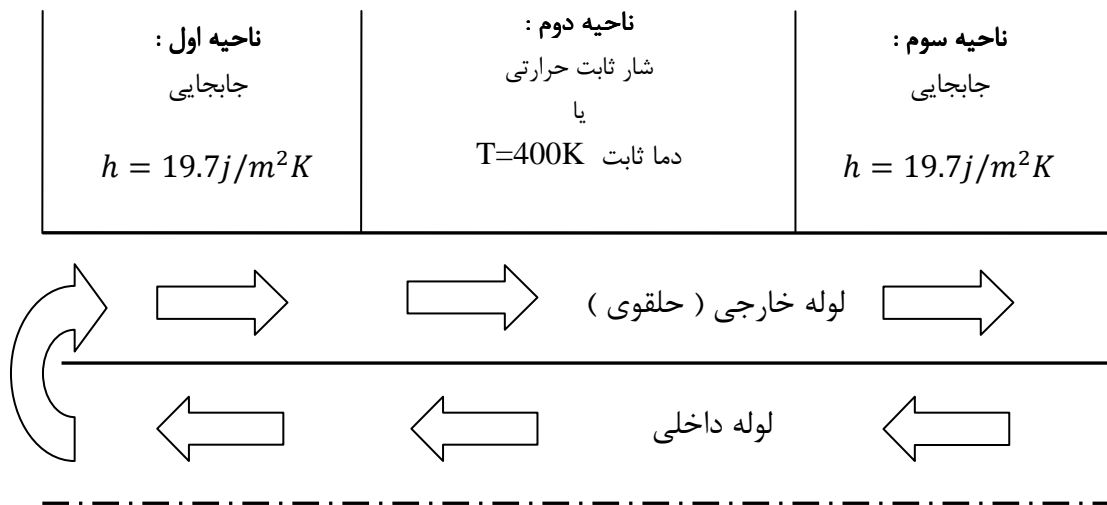 ناحیه اول :
جابجایی
h = 19.7j/m²K
ناحیه دوم :
شار ثابت حرارتی
یا
دما ثابت T=400K
ناحیه سوم :
جابجایی
h = 19.7j/m²K
لوله خارجی ( حلقوی )
لوله داخلی